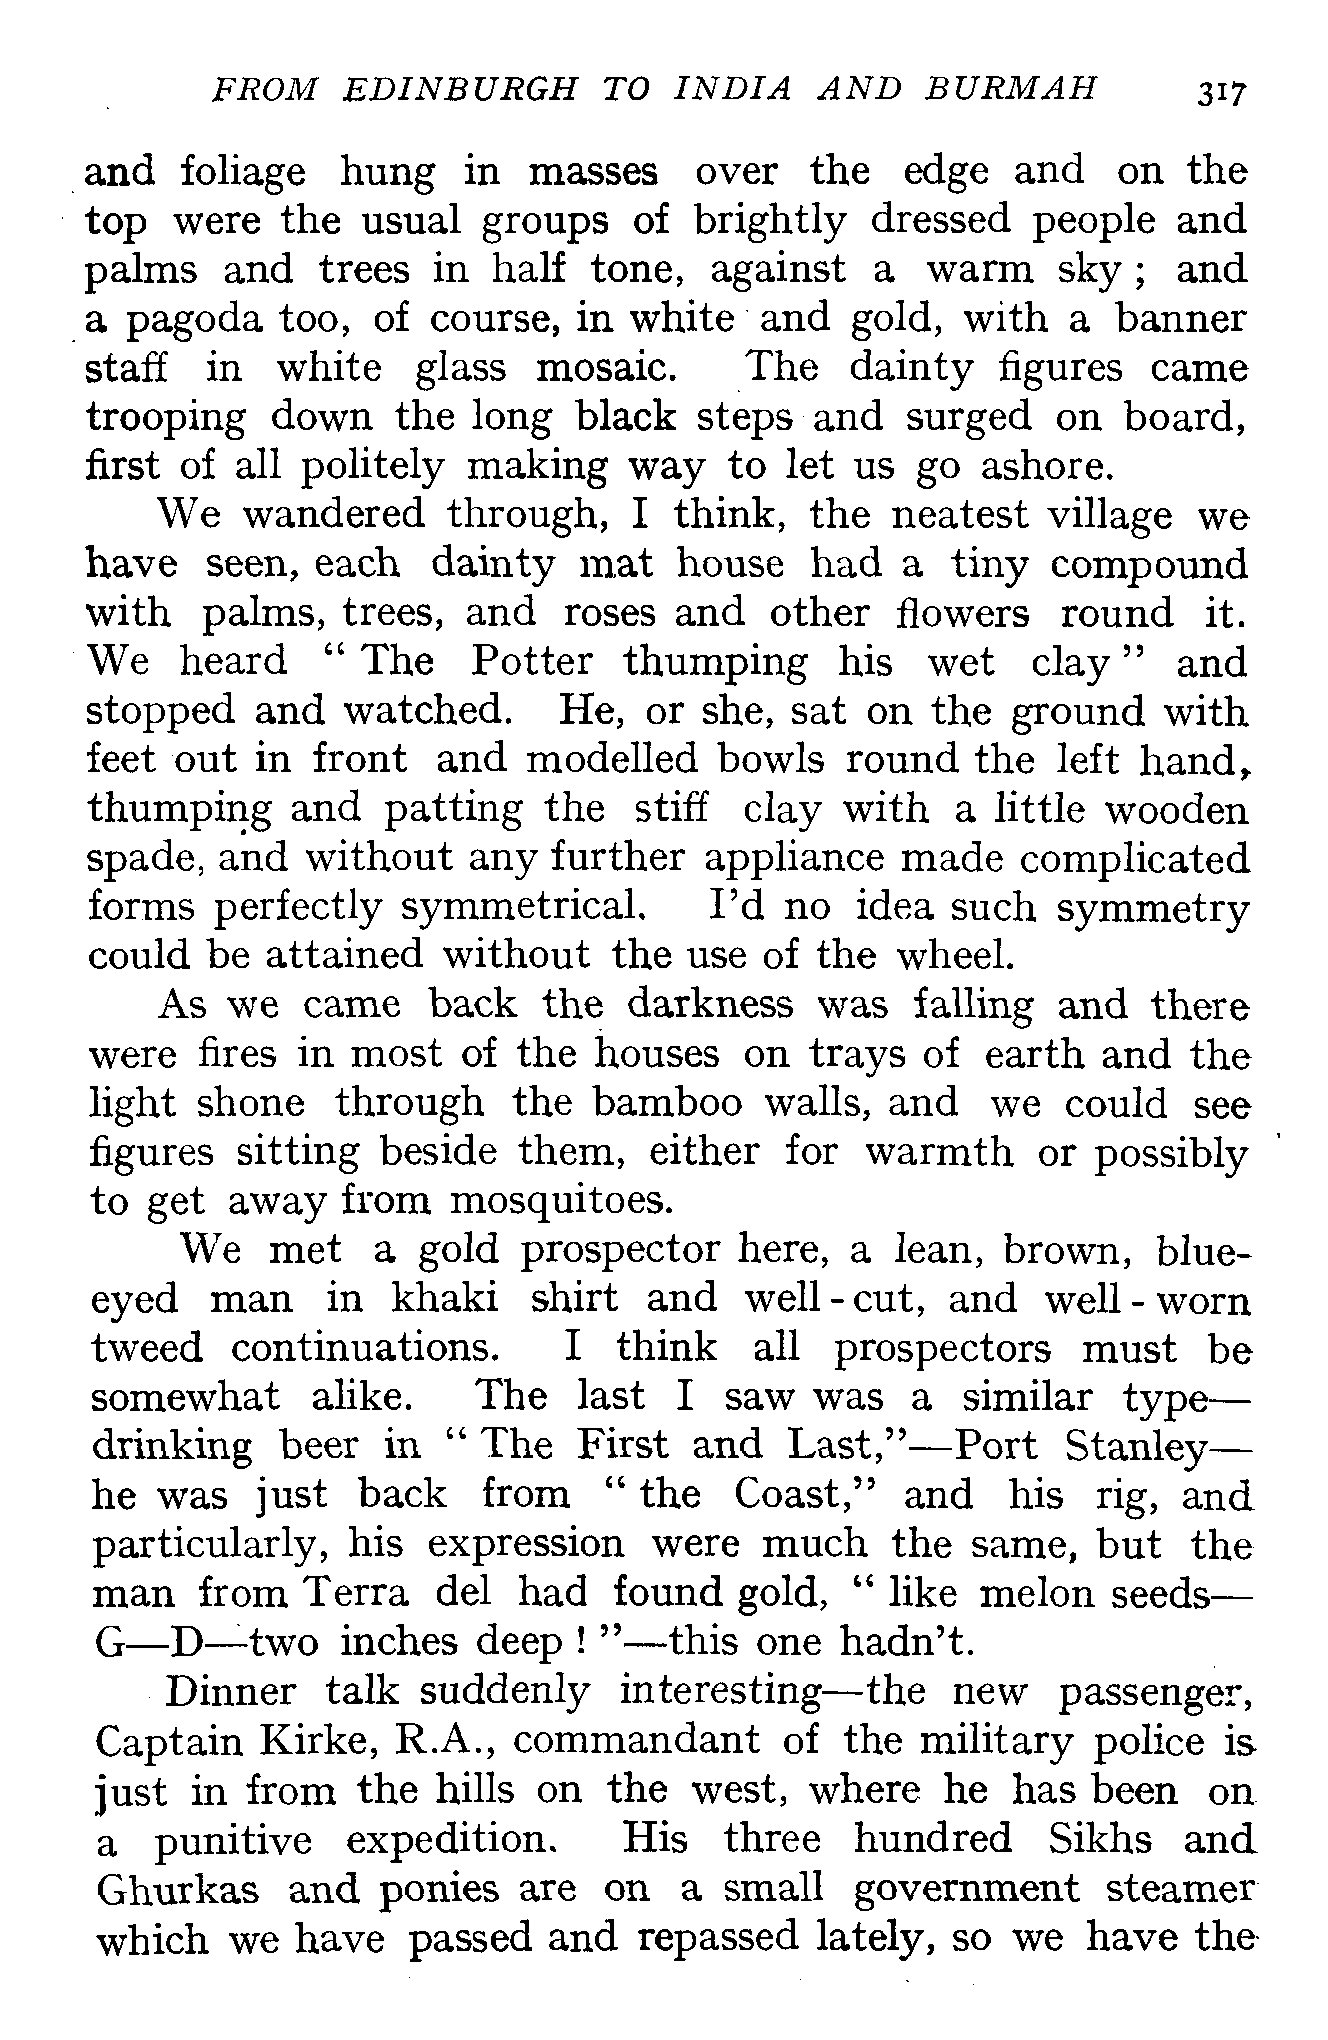 FROM EDINBURGH TO INDIA AND BURMAH 317
and foliage hung in masses over the edge and on the
top were the usual groups of brightly dressed people and
palms and trees in half tone, against a warm sky ; and
a pagoda too, of course, in white and gold, with a banner
staff in white glass mosaic. The dainty figures came
trooping down the long black steps and surged on board,
first of all politely making way to let us go ashore.
We wandered through, I think, the neatest village we
have seen, each dainty mat house had a tiny compound
with palms, trees, and roses and other flowers round it.
We heard “ The Potter thumping his wet clay ” and
stopped and watched. He, or she, sat on the ground with
feet out in front and modelled bowls round the left hand,
thumping and patting the stiff clay with a little wooden
spade, and without any further appliance made complicated
forms perfectly symmetrical. I’d no idea such symmetry
could be attained without the use of the wheel.
As we came back the darkness was falling and there
were fires in most of the houses on trays of earth and the
light shone through the bamboo walls, and we could see
figures sitting beside them, either for warmth or possibly
to get away from mosquitoes.
We met a gold prospector here, a lean, brown, blue-
eyed man in khaki shirt and well-cut, and well-worn
tweed continuations. I think all prospectors must be
somewhat alike. The last I saw was a similar type—
drinking beer in “ The First and Last,”—Port Stanley—
he was just back from “ the Coast,” and his rig, and
particularly, his expression were much the same, but the
man from Terra del had found gold, “ like melon seeds—
G—D—two inches deep ! ”—this one hadn’t.
Dinner talk suddenly interesting—the new passenger,
Captain Kirke, R.A., commandant of the military police is
just in from the hills on the west, where he has been on
a punitive expedition. His three hundred Sikhs and
Ghurkas and ponies are on a small government steamer
which we have passed and repassed lately, so we have the